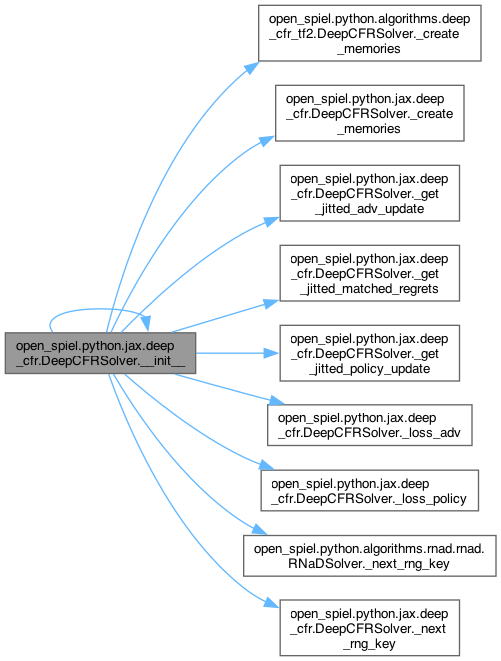 open_spiel.python.algorithms.deep
_cfr_tf2.DeepCFRSolver._create
_memories
open_spiel.python.jax.deep
_cfr.DeepCFRSolver._create
_memories
open_spiel.python.jax.deep
_cfr.DeepCFRSolver._get
_jitted_adv_update
open_spiel.python.jax.deep
_cfr.DeepCFRSolver._get
_jitted_matched_regrets
open_spiel.python.jax.deep
_cfr.DeepCFRSolver.__init__
open_spiel.python.jax.deep
_cfr.DeepCFRSolver._get
_jitted_policy_update
open_spiel.python.jax.deep
_cfr.DeepCFRSolver._loss_adv
open_spiel.python.jax.deep
_cfr.DeepCFRSolver._loss_policy
open_spiel.python.algorithms.rnad.rnad.
RNaDSolver._next_rng_key
open_spiel.python.jax.deep
_cfr.DeepCFRSolver._next
_rng_key